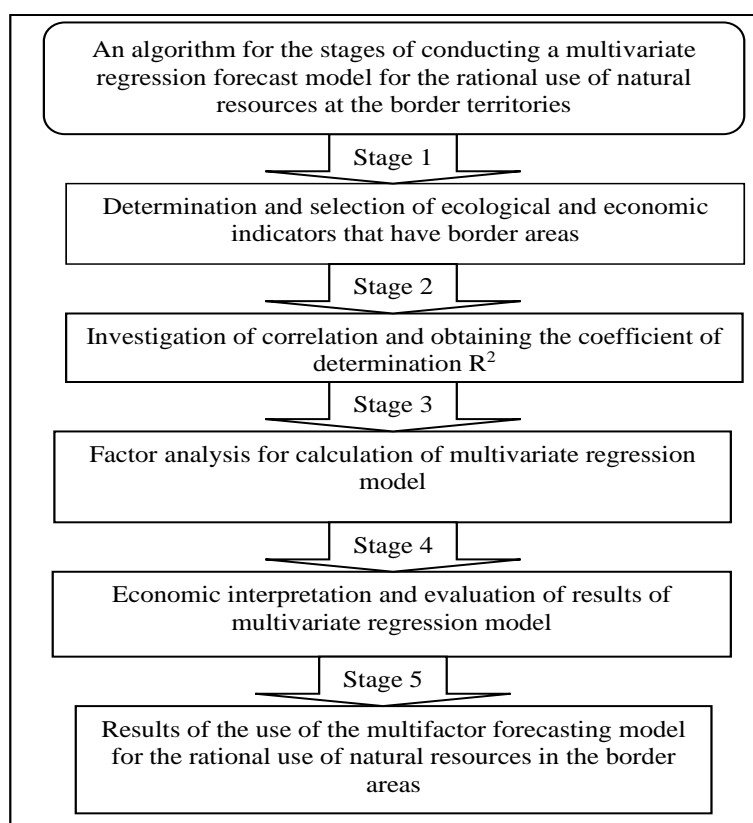 An algorithm for the stages of conducting a multivariate
regression forecast model for the rational use of natural
resources at the border territories
Stage 1
Determination and selection of ecological and economic
indicators that have border areas
Stage 2
Investigation of correlation and obtaining the coefficient of
determination R²
Stage 3
Factor analysis for calculation of multivariate regression
model
Stage 4
Economic interpretation and evaluation of results of
multivariate regression model
Stage 5
Results of the use of the multifactor forecasting model
for the rational use of natural resources in the border
areas